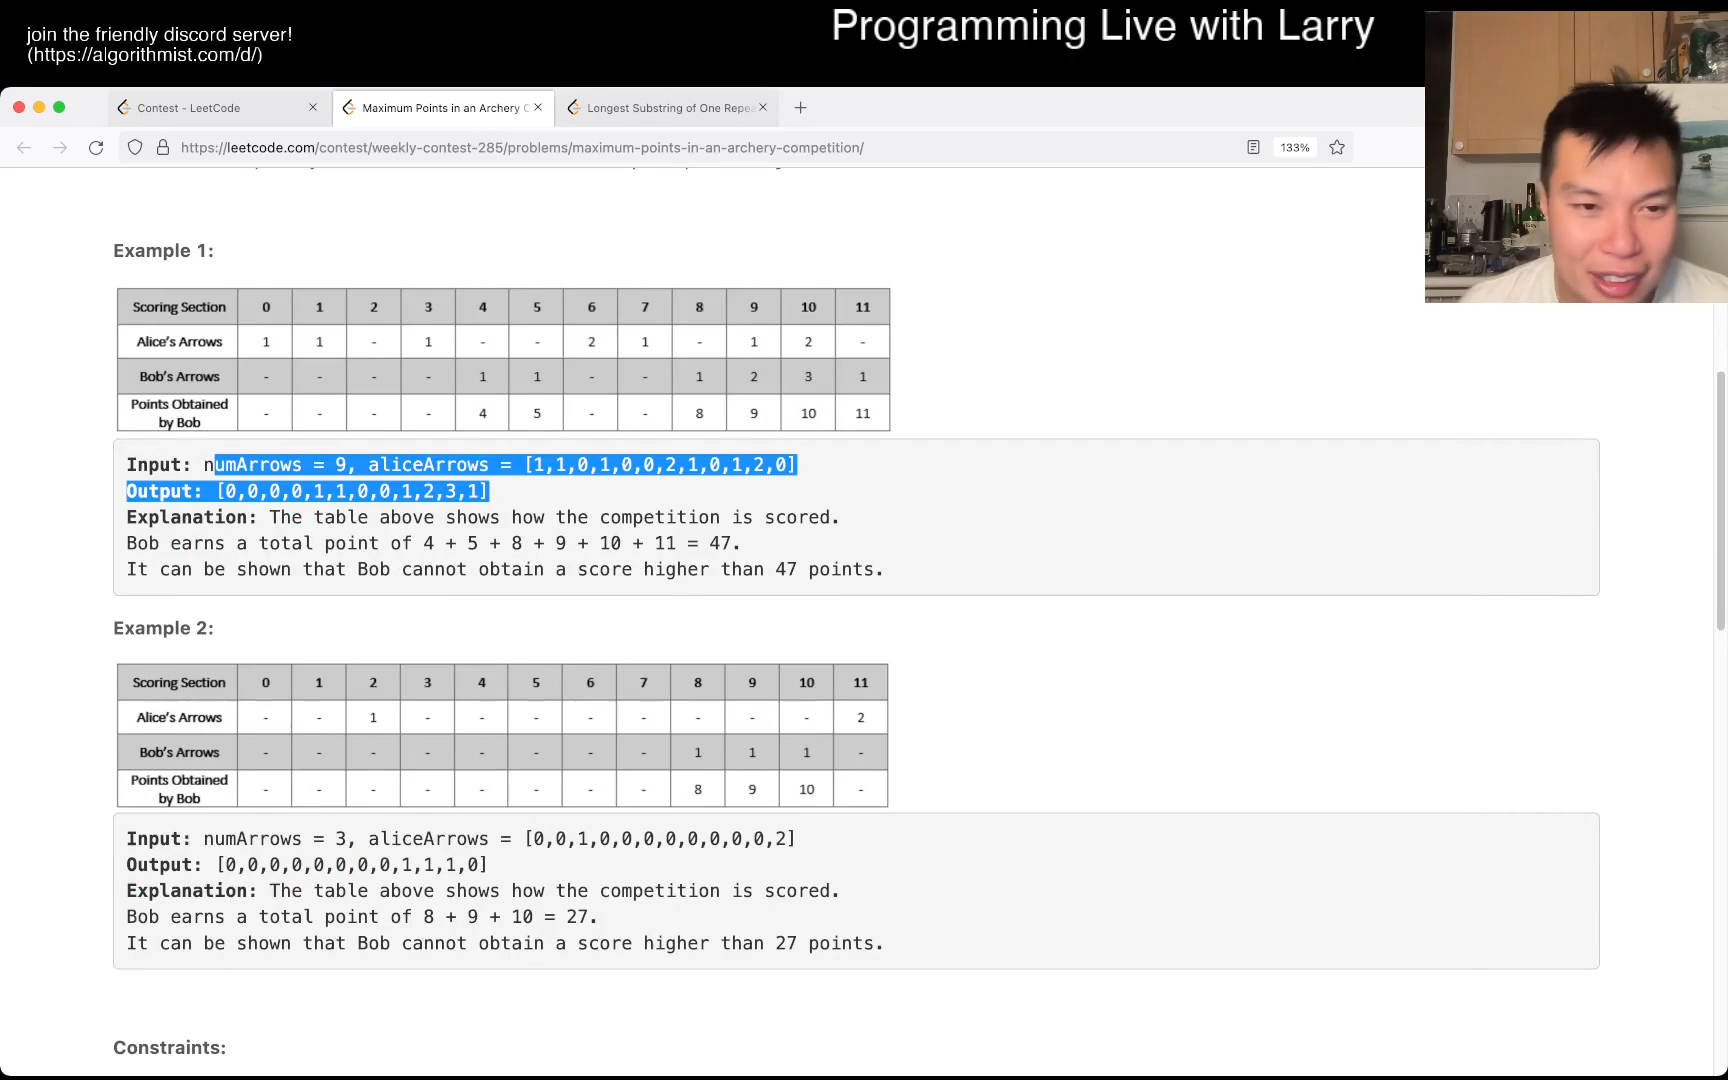 join the friendly discord server!
(https://algorithmist.com/d/)
Programming Live with Larry
Contest - LeetCode
Maximum Points in an Archery C
Longest Substring of One Repe
https://leetcode.com/contest/weekly-contest-285/problems/maximum-points-in-an-archery-competition/
133%
Example 1:
Scoring Section 0 1 2 3 4 5 6 7 8 9 10 11
Alice's Arrows 1 1 - 1 - - 2 1 - 1 2 -
Bob's Arrows - - - - 1 1 - - 1 2 3 1
Points Obtained
by Bob - - - - 4 5 - - 8 9 10 11
Input: numArrows = 9, aliceArrows = [1,1,0,1,0,0,2,1,0,1,2,0]
Output: [0,0,0,0,1,1,0,0,1,2,3,1]
Explanation: The table above shows how the competition is scored.
Bob earns a total point of 4 + 5 + 8 + 9 + 10 + 11 = 47.
It can be shown that Bob cannot obtain a score higher than 47 points.
Example 2:
Scoring Section 0 1 2 3 4 5 6 7 8 9 10 11
Alice's Arrows - - 1 - - - - - - - - 2
Bob's Arrows - - - - - - - - 1 1 1 -
Points Obtained
by Bob - - - - - - - - 8 9 10 -
Input: numArrows = 3, aliceArrows = [0,0,1,0,0,0,0,0,0,0,0,2]
Output: [0,0,0,0,0,0,0,0,1,1,1,0]
Explanation: The table above shows how the competition is scored.
Bob earns a total point of 8 + 9 + 10 = 27.
It can be shown that Bob cannot obtain a score higher than 27 points.
Constraints: